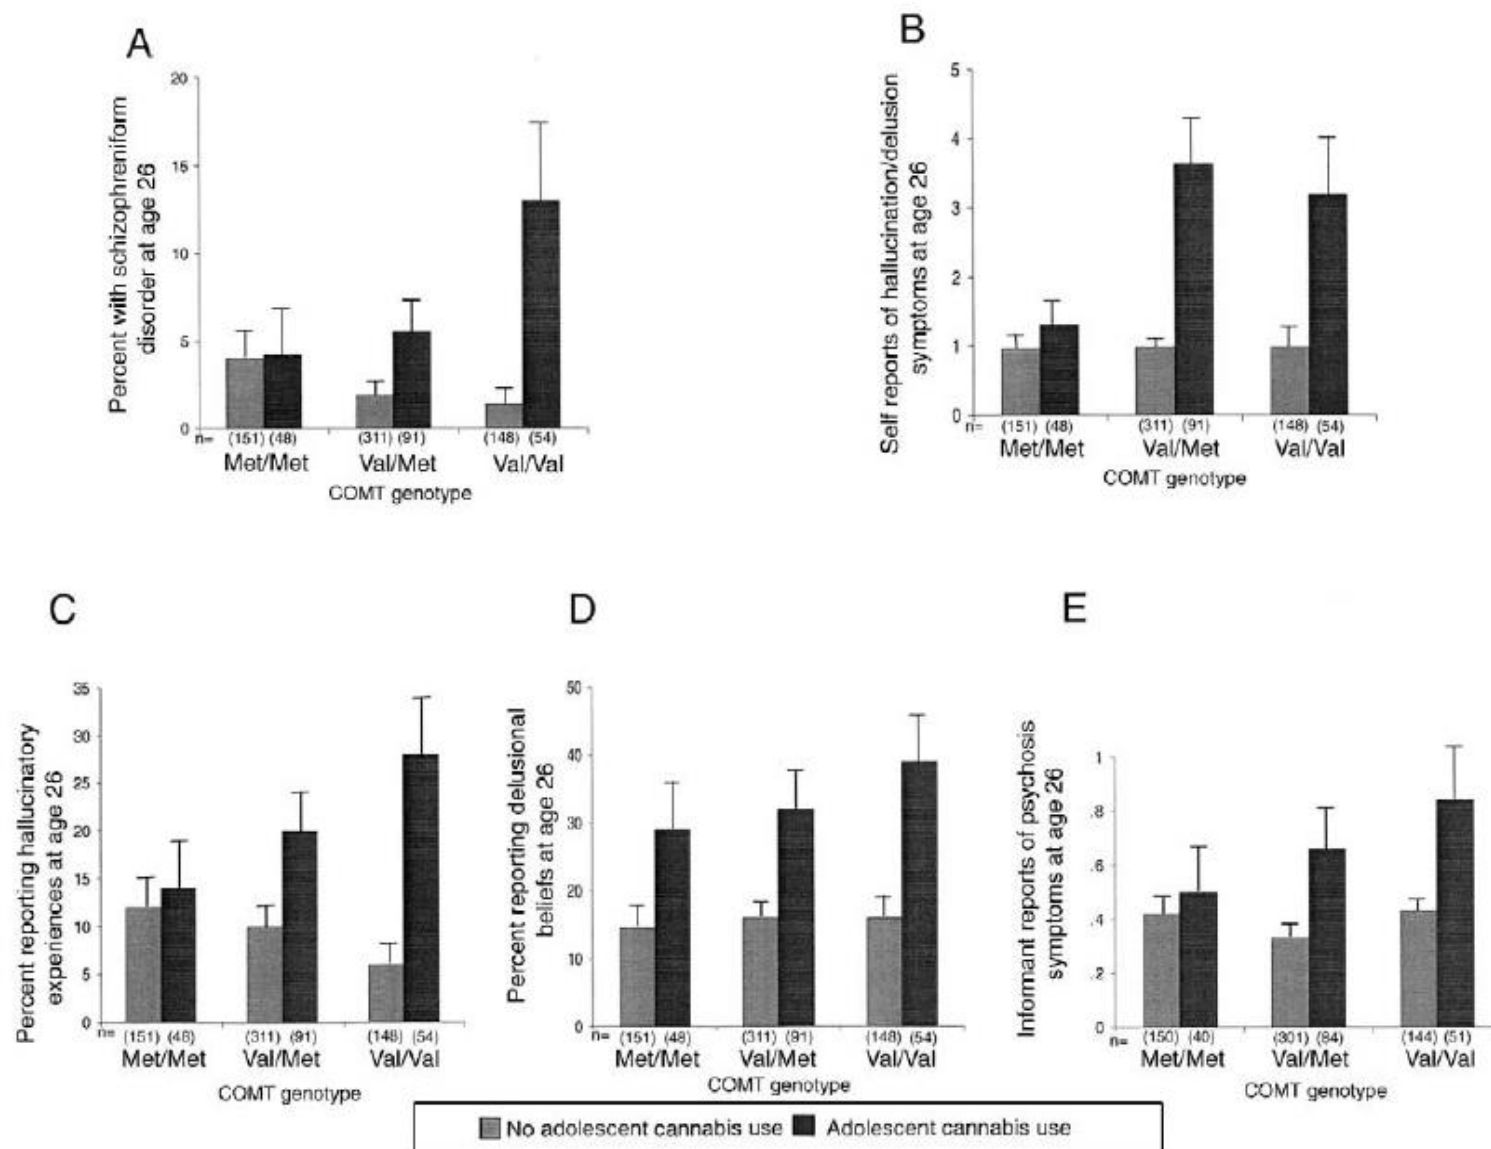 A
Percent with schizophreniform
disorder at age 26
20
15
10
5
0
n= (151) (48) (311) (91) (148) (54)
Met/Met Val/Met Val/Val
COMT genotype
B
Self reports of hallucination/delusion
symptoms at age 26
5
4
3
2
1
0
n= (151) (48) (311) (91) (148) (54)
Met/Met Val/Met Val/Val
COMT genotype
C
Percent reporting hallucinatory
experiences at age 26
35
30
25
20
15
10
5
0
n= (151) (48) (311) (91) (148) (54)
Met/Met Val/Met Val/Val
COMT genotype
D
Percent reporting delusional
beliefs at age 26
50
40
30
20
10
0
n= (151) (48) (311) (91) (148) (54)
Met/Met Val/Met Val/Val
COMT genotype
E
Informant reports of psychosis
symptoms at age 26
1
.8
.6
.4
.2
0
n= (150) (40) (301) (84) (144) (51)
Met/Met Val/Met Val/Val
COMT genotype
No adolescent cannabis use Adolescent cannabis use